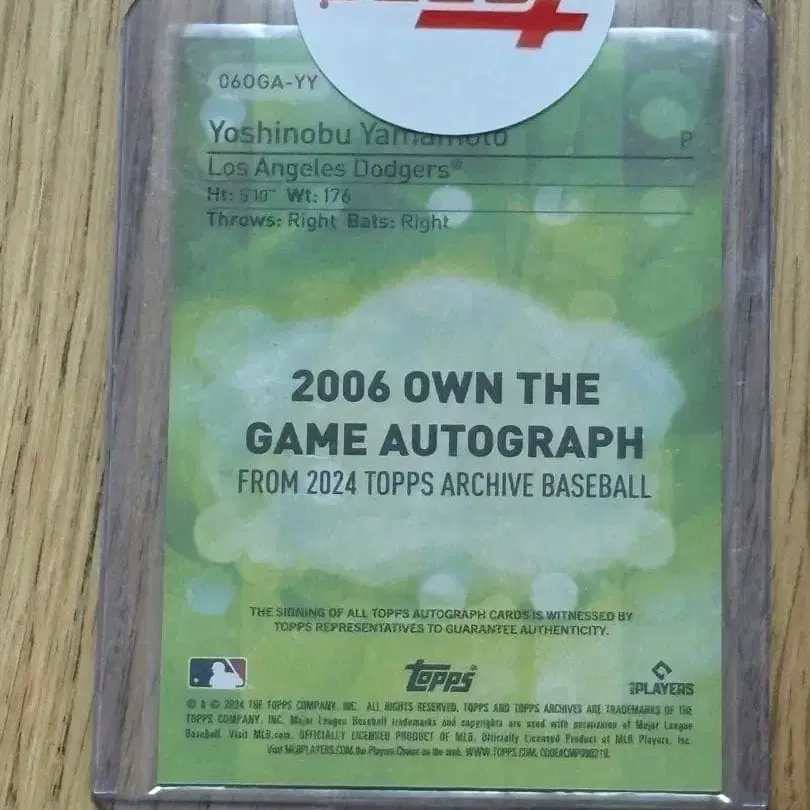 06OGA-YY
Yoshinobu Yamamoto
P
Los Angeles Dodgers®
Ht: 5'10" Wt: 176
Throws: Right Bats: Right
2006 OWN THE
GAME AUTOGRAPH
FROM 2024 TOPPS ARCHIVE BASEBALL
THE SIGNING OF ALL TOPPS AUTOGRAPH CARDS IS WITNESSED BY
TOPPS REPRESENTATIVES TO GUARANTEE AUTHENTICITY.
topps®
PLAYERS
® & © 2024 THE TOPPS COMPANY, INC. ALL RIGHTS RESERVED. TOPPS AND TOPPS ARCHIVES ARE TRADEMARKS OF THE
TOPPS COMPANY, INC. Major League Baseball trademarks and copyrights are used with permission of Major League
Baseball. Visit MLB.com. OFFICIALLY LICENSED PRODUCT OF MLB. Officially Licensed Product of MLB Players, Inc.
Visit MLBPLAYERS.COM, the Players Choice on the web. WWW.TOPPS.COM.